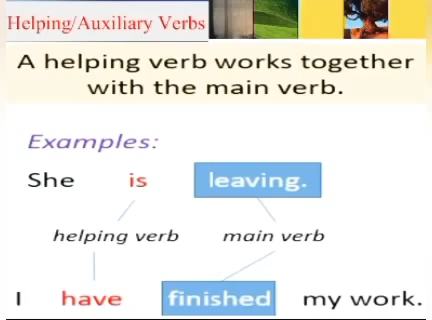 Helping/Auxiliary Verbs
A helping verb works together
with the main verb.
Examples:
She is leaving.
helping verb main verb
I have finished my work.